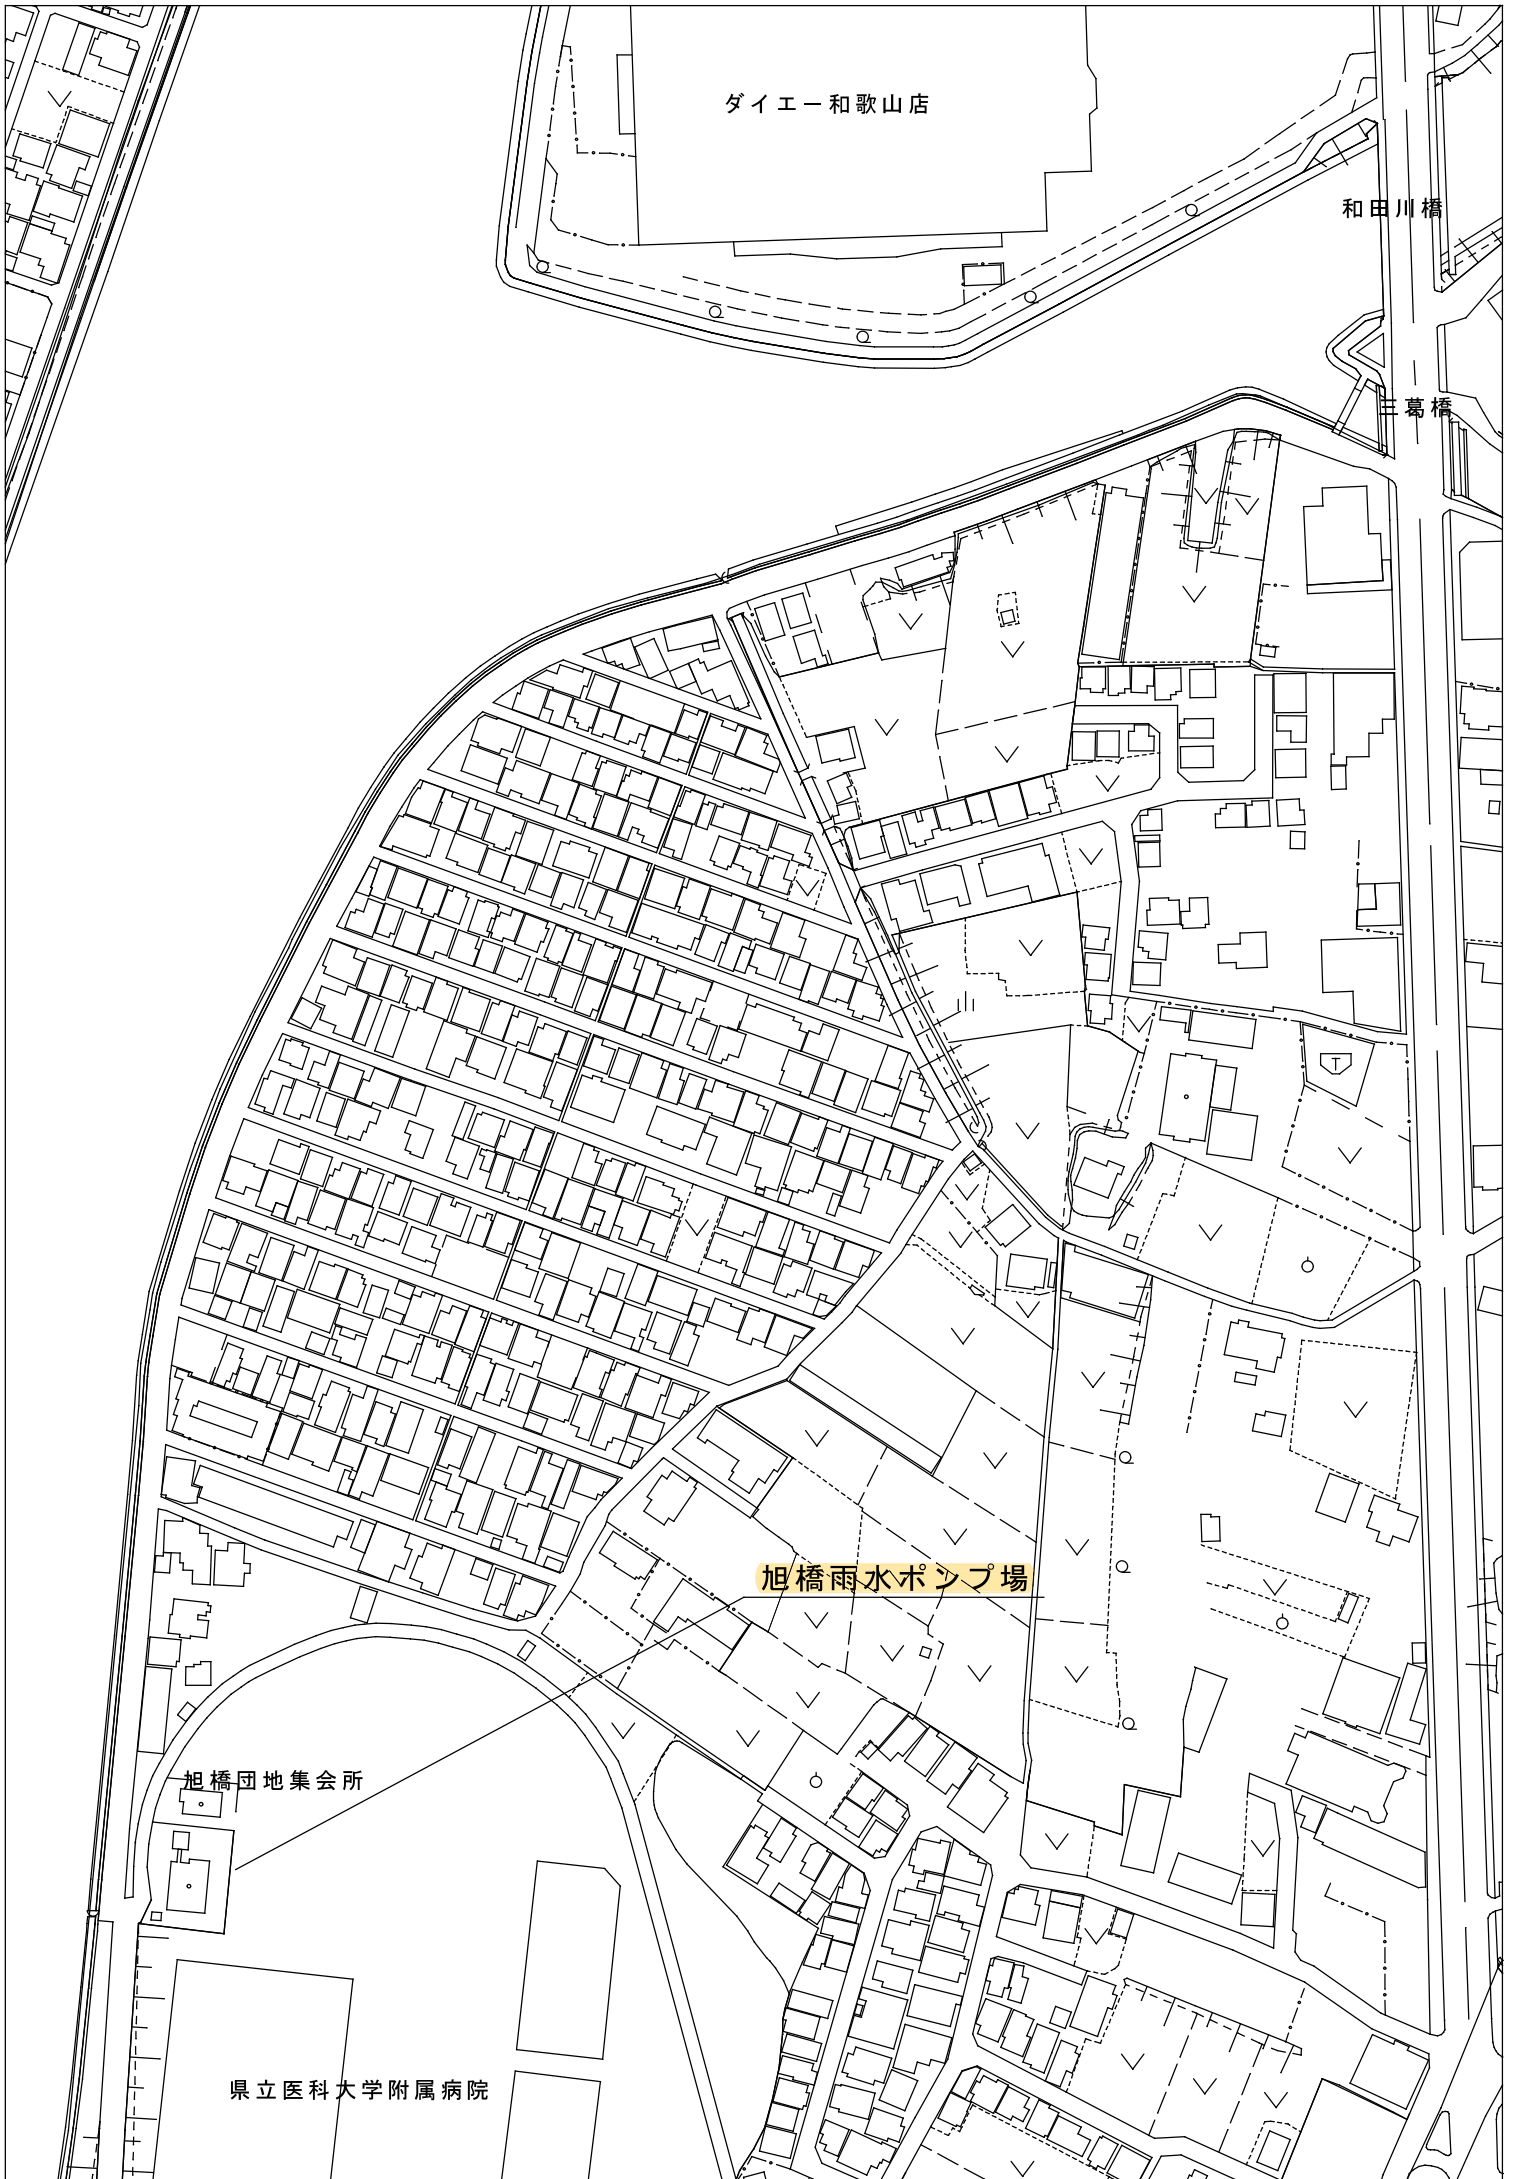 ダイエー和歌山店
和田川橋
三葛橋
旭橋雨水ポンプ場
旭橋団地集会所
県立医科大学附属病院